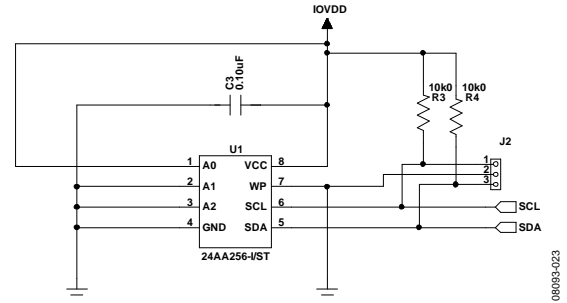 IOVDD
C3
0.10uF
10k0 10k0
R3 R4
J2
U1
1 A0 VCC 8
2 A1 WP 7
3 A2 SCL 6
4 GND SDA 5
24AA256-I/ST
1
2
3
SCL
SDA
08093-023